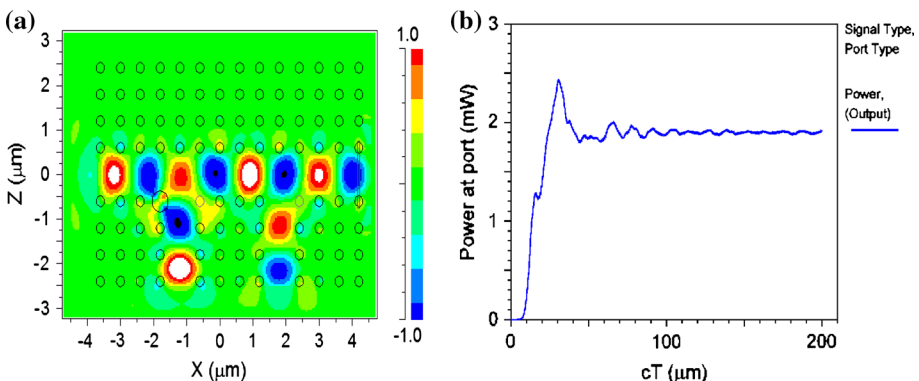 (a)
1.0
3
2
1
0
-1
-2
-3
Z (μm)
-1.0
-4 -3 -2 -1 0 1 2 3 4
X (μm)
(b)
3
2
1
0
Power at port (mW)
0 50 100 150 200
cT (μm)
Signal Type,
Port Type
Power,
(Output)